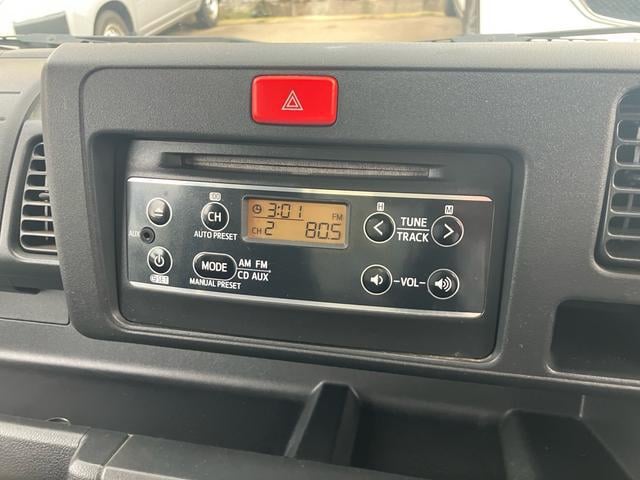 3:01 FM
CH 2 80.5
CH
AUTO PRESET
AUX
MODE
AM FM
CD AUX
MANUAL PRESET
H
M
TUNE
TRACK
-VOL-